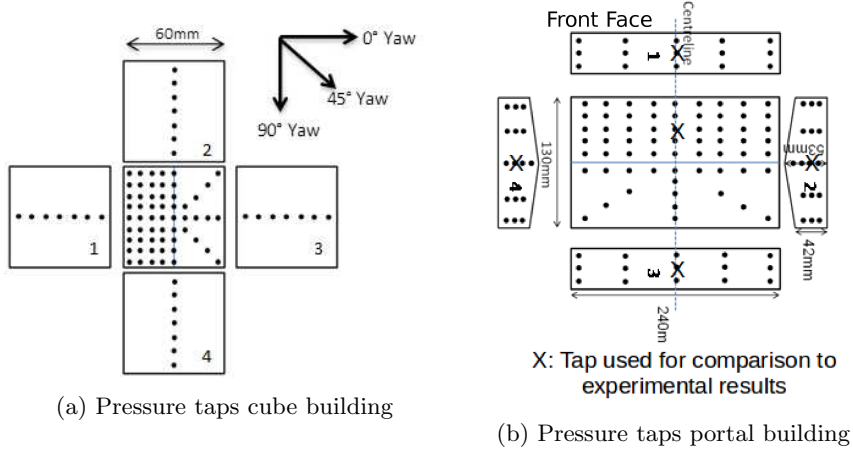 60mm
0° Yaw
45° Yaw
90° Yaw
2
1
3
4
(a) Pressure taps cube building
Front Face
Centreline
1
X
X
130mm
X
4
53mm
X
2
42mm
3
X
240m
X: Tap used for comparison to
experimental results
(b) Pressure taps portal building